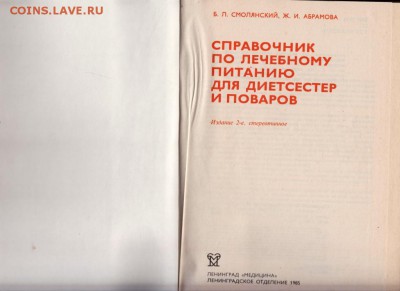 COINS.LAVE.RU
Б. Л. СМОЛЯНСКИЙ, Ж. И. АБРАМОВА
СПРАВОЧНИК
ПО ЛЕЧЕБНОМУ
ПИТАНИЮ
ДЛЯ ДИЕТСЕСТЕР
И ПОВАРОВ
Издание 2-е, стереотипное
ЛЕНИНГРАД «МЕДИЦИНА»
ЛЕНИНГРАДСКОЕ ОТДЕЛЕНИЕ 1985